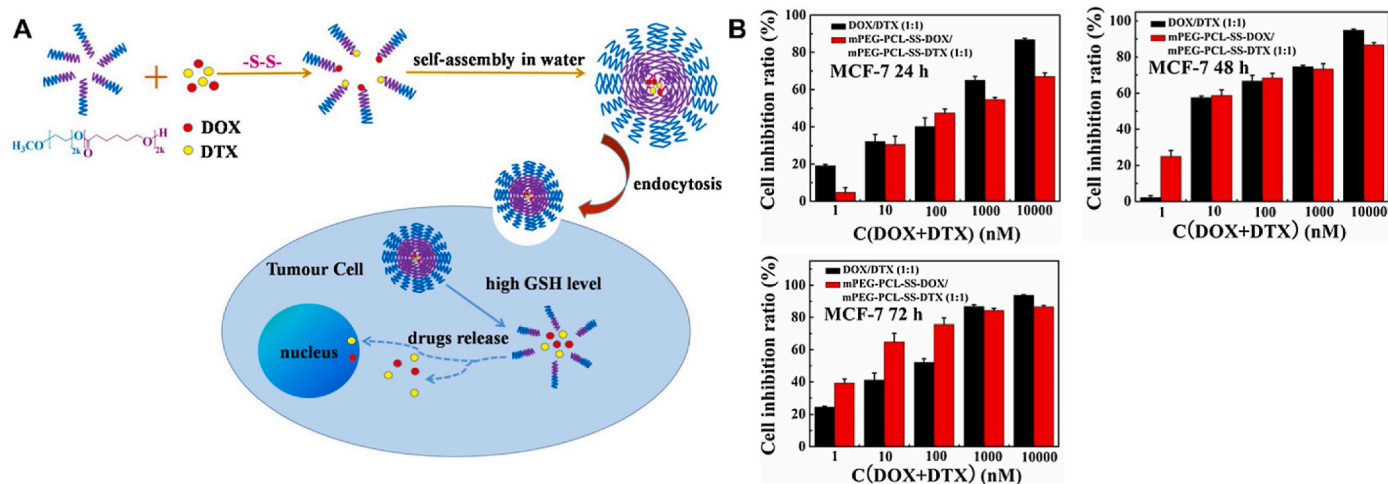 A
-S-S-
self-assembly in water
H₃CO
O
O
O
H
2k
2k
DOX
DTX
endocytosis
Tumour Cell
high GSH level
drugs release
nucleus
B
Cell inhibition ratio (%)
100
80
60
40
20
0
DOX/DTX (1:1)
mPEG-PCL-SS-DOX/
mPEG-PCL-SS-DTX (1:1)
MCF-7 24 h
1 10 100 1000 10000
C(DOX+DTX) (nM)
Cell inhibition ratio (%)
100
80
60
40
20
0
DOX/DTX (1:1)
mPEG-PCL-SS-DOX/
mPEG-PCL-SS-DTX (1:1)
MCF-7 48 h
1 10 100 1000 10000
C(DOX+DTX) (nM)
Cell inhibition ratio (%)
100
80
60
40
20
0
DOX/DTX (1:1)
mPEG-PCL-SS-DOX/
mPEG-PCL-SS-DTX (1:1)
MCF-7 72 h
1 10 100 1000 10000
C(DOX+DTX) (nM)